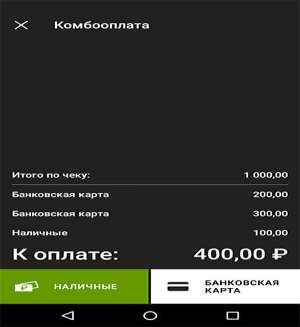 Комбооплата
Итого по чеку: 1 000,00
Банковская карта 200,00
Банковская карта 300,00
Наличные 100,00
К оплате: 400,00 ₽
НАЛИЧНЫЕ
БАНКОВСКАЯ
КАРТА